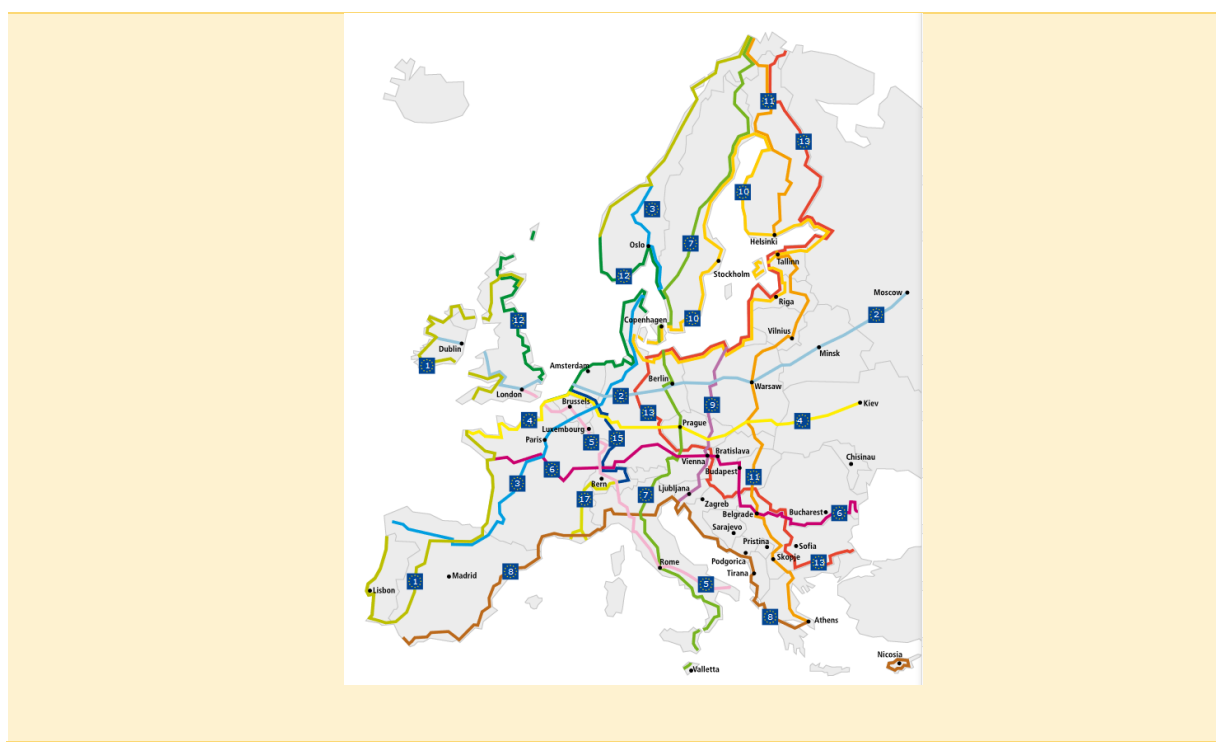 11
13
10
3
Oslo
Helsinki
7
Tallinn
12
Stockholm
Moscow
Riga
2
12
Copenhagen
10
Vilnius
Dublin
Minsk
1
Amsterdam
Berlin
Warsaw
London
2
Brussels
9
Kiev
13
4
4
Prague
Luxembourg
15
Paris
5
Bratislava
Vienna
Chisinau
6
Budapest
11
Bern
3
Ljubljana
7
17
Zagreb
Belgrade
Bucharest
6
Sarajevo
Pristina
Sofia
Podgorica
Skopje
13
Rome
8
Tirana
Madrid
1
5
Lisbon
8
Athens
Nicosia
Valletta